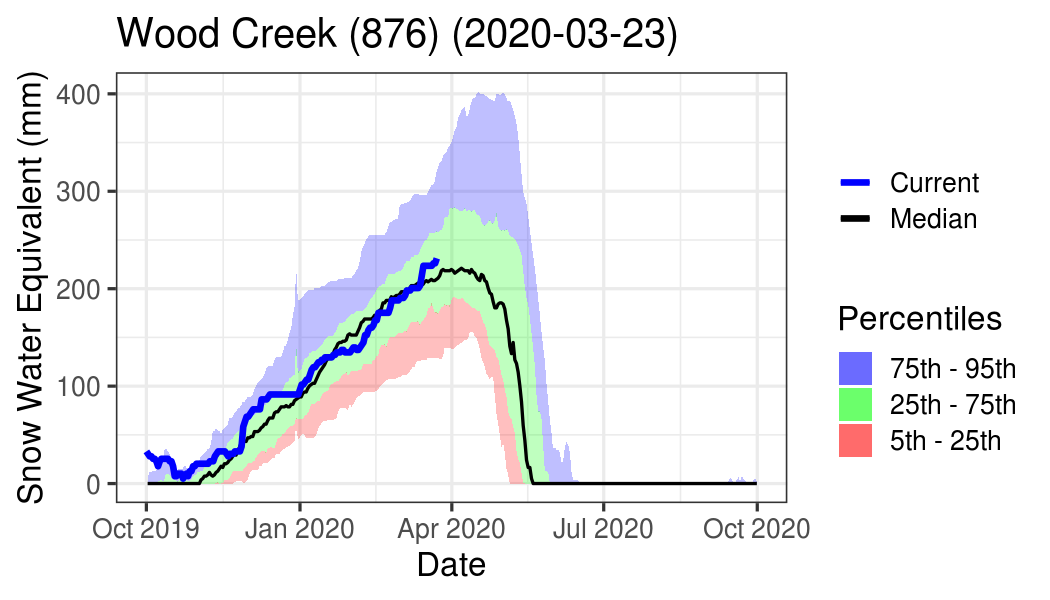 Wood Creek (876) (2020-03-23)
Snow Water Equivalent (mm)
400
300
200
100
0
Oct 2019
Jan 2020
Apr 2020
Jul 2020
Oct 2020
Date
Current
Median
Percentiles
75th - 95th
25th - 75th
5th - 25th